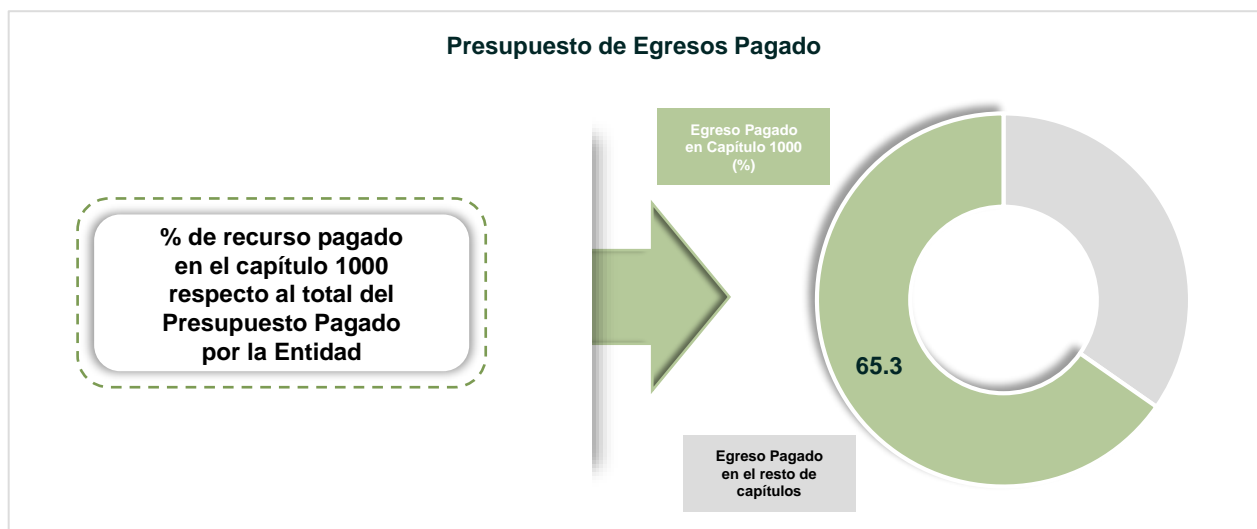 Presupuesto de Egresos Pagado
Egreso Pagado
en Capítulo 1000
(%)
% de recurso pagado
en el capítulo 1000
respecto al total del
Presupuesto Pagado
por la Entidad
65.3
Egreso Pagado
en el resto de
capítulos